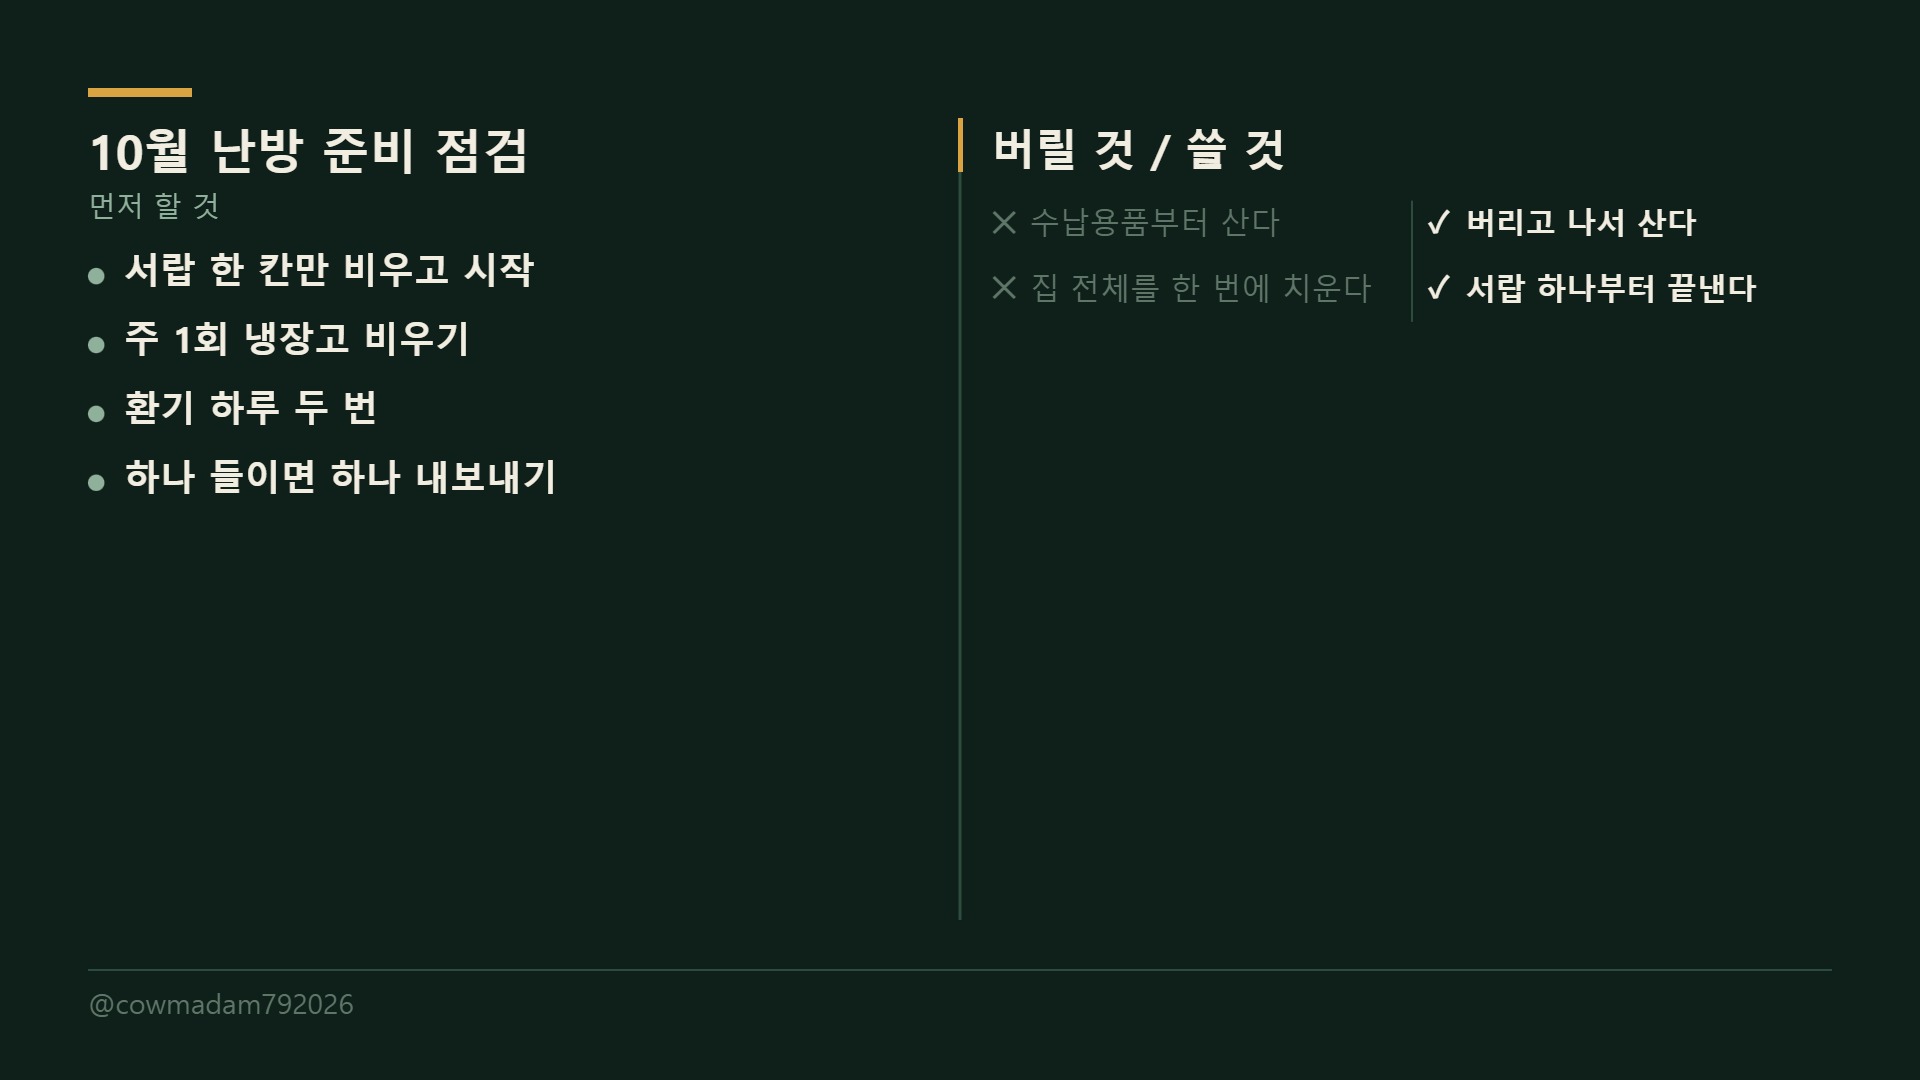 10월 난방 준비 점검
먼저 할 것
● 서랍 한 칸만 비우고 시작
● 주 1회 냉장고 비우기
● 환기 하루 두 번
● 하나 들이면 하나 내보내기
버릴 것 / 쓸 것
✕ 수납용품부터 산다
✓ 버리고 나서 산다
✕ 집 전체를 한 번에 치운다
✓ 서랍 하나부터 끝낸다
@cowmadam792026